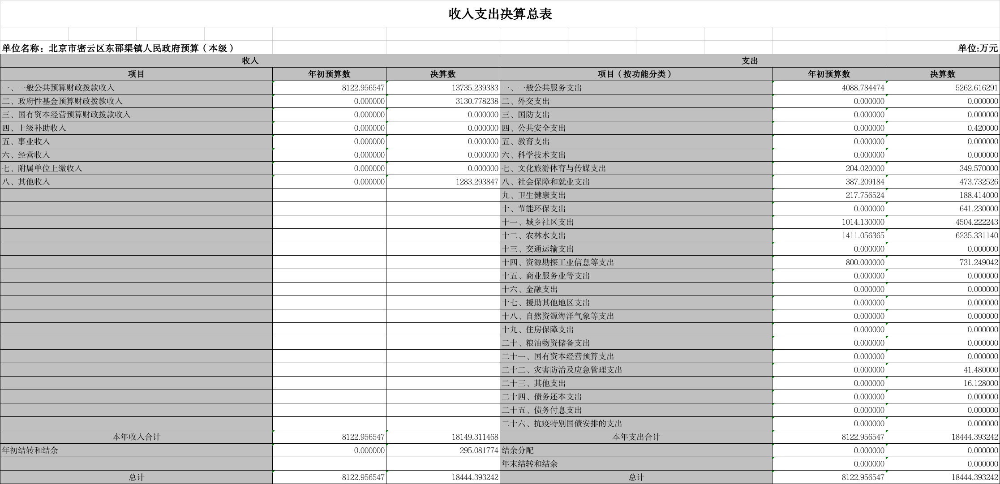 收入支出决算总表
单位名称：北京市密云区东邵渠镇人民政府预算（本级） 单位:万元
收入 支出
项目 年初预算数 决算数 项目（按功能分类） 年初预算数 决算数
一、一般公共预算财政拨款收入 8122.956547 13735.239383 一、一般公共服务支出 4088.784474 5262.616291
二、政府性基金预算财政拨款收入 0.000000 3130.778238 二、外交支出 0.000000 0.000000
三、国有资本经营预算财政拨款收入 0.000000 0.000000 三、国防支出 0.000000 0.000000
四、上级补助收入 0.000000 0.000000 四、公共安全支出 0.000000 0.420000
五、事业收入 0.000000 0.000000 五、教育支出 0.000000 0.000000
六、经营收入 0.000000 0.000000 六、科学技术支出 0.000000 0.000000
七、附属单位上缴收入 0.000000 0.000000 七、文化旅游体育与传媒支出 204.020000 349.570000
八、其他收入 0.000000 1283.293847 八、社会保障和就业支出 387.209184 473.732526
九、卫生健康支出 217.756524 188.414000
十、节能环保支出 0.000000 641.230000
十一、城乡社区支出 1014.130000 4504.222243
十二、农林水支出 1411.056365 6235.331140
十三、交通运输支出 0.000000 0.000000
十四、资源勘探工业信息等支出 800.000000 731.249042
十五、商业服务业等支出 0.000000 0.000000
十六、金融支出 0.000000 0.000000
十七、援助其他地区支出 0.000000 0.000000
十八、自然资源海洋气象等支出 0.000000 0.000000
十九、住房保障支出 0.000000 0.000000
二十、粮油物资储备支出 0.000000 0.000000
二十一、国有资本经营预算支出 0.000000 0.000000
二十二、灾害防治及应急管理支出 0.000000 41.480000
二十三、其他支出 0.000000 16.128000
二十四、债务还本支出 0.000000 0.000000
二十五、债务付息支出 0.000000 0.000000
二十六、抗疫特别国债安排的支出 0.000000 0.000000
本年收入合计 8122.956547 18149.311468 本年支出合计 8122.956547 18444.393242
年初结转和结余 0.000000 295.081774 结余分配 0.000000 0.000000
年末结转和结余 0.000000 0.000000
总计 8122.956547 18444.393242 总计 8122.956547 18444.393242